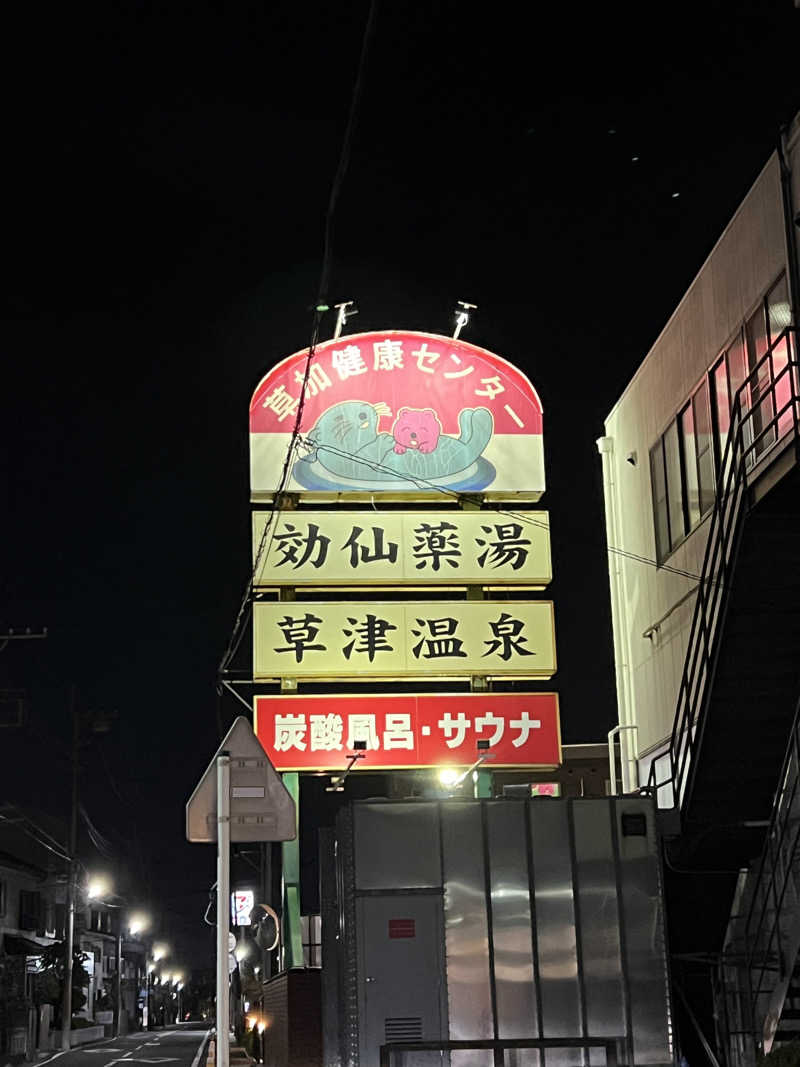 草加健康センター
効仙薬湯
草津温泉
炭酸風呂・サウナ